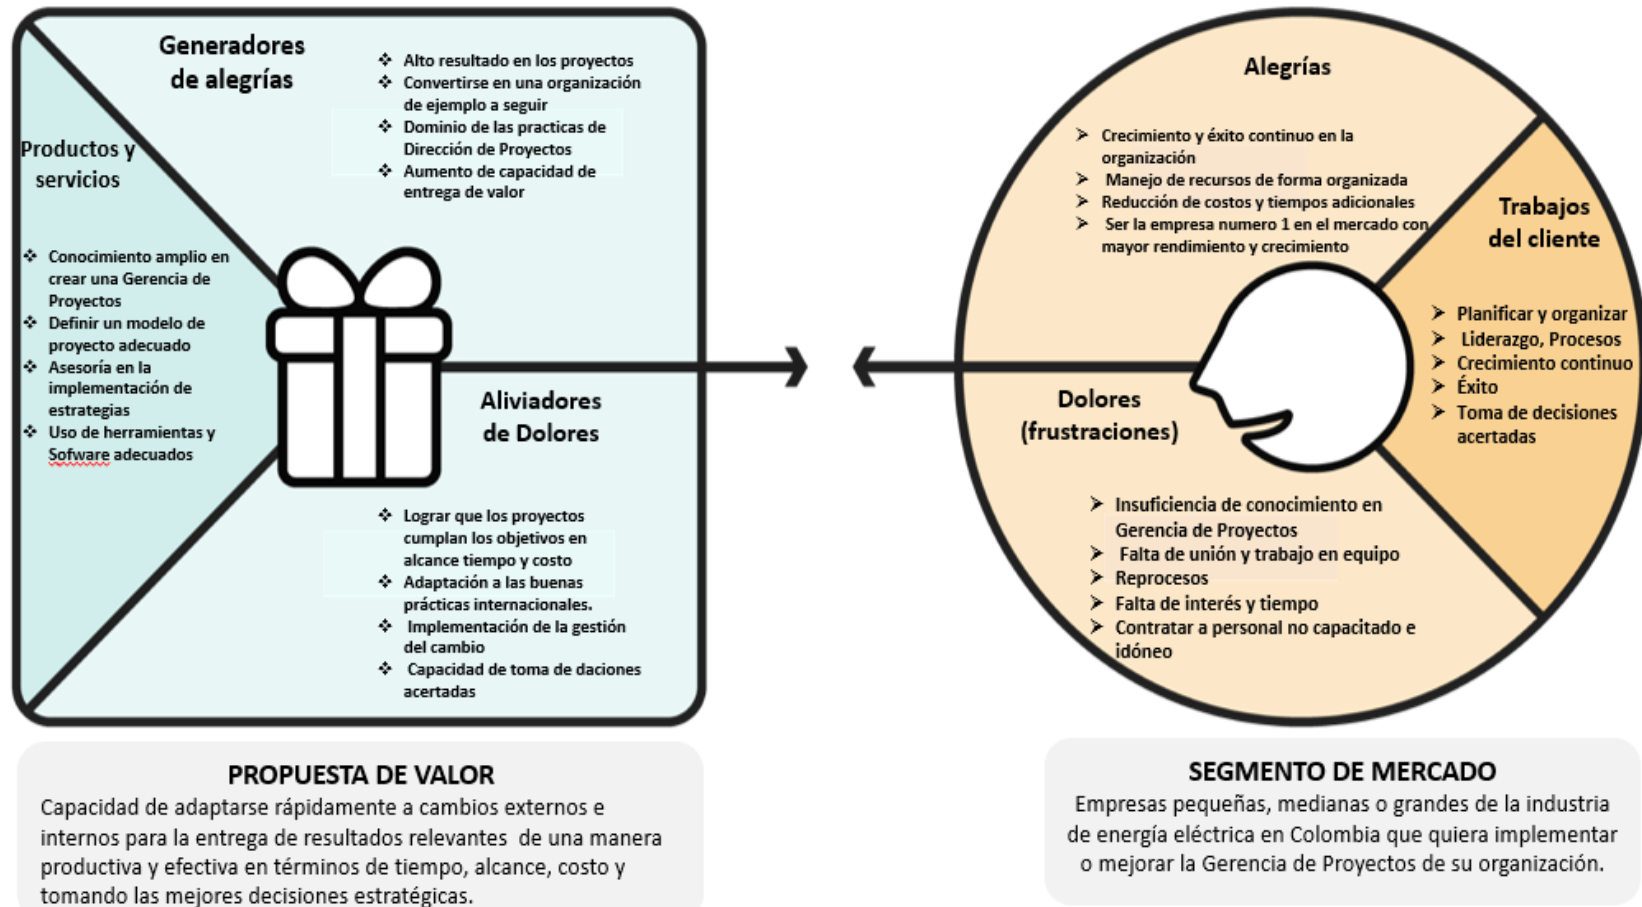 Generadores
de alegrías
❖ Alto resultado en los proyectos
❖ Convertirse en una organización
de ejemplo a seguir
❖ Dominio de las practicas de
Dirección de Proyectos
❖ Aumento de capacidad de
entrega de valor
Productos y
servicios
❖ Conocimiento amplio en
crear una Gerencia de
Proyectos
❖ Definir un modelo de
proyecto adecuado
❖ Asesoría en la
implementación de
estrategias
❖ Uso de herramientas y
Sofware adecuados
Aliviadores
de Dolores
❖ Lograr que los proyectos
cumplan los objetivos en
alcance tiempo y costo
❖ Adaptación a las buenas
prácticas internacionales.
❖ Implementación de la gestión
del cambio
❖ Capacidad de toma de daciones
acertadas
Alegrías
➢ Crecimiento y éxito continuo en la
organización
➢ Manejo de recursos de forma organizada
➢ Reducción de costos y tiempos adicionales
➢ Ser la empresa numero 1 en el mercado con
mayor rendimiento y crecimiento
Trabajos
del cliente
➢ Planificar y organizar
➢ Liderazgo, Procesos
➢ Crecimiento continuo
➢ Éxito
➢ Toma de decisiones
acertadas
Dolores
(frustraciones)
➢ Insuficiencia de conocimiento en
Gerencia de Proyectos
➢ Falta de unión y trabajo en equipo
➢ Reprocesos
➢ Falta de interés y tiempo
➢ Contratar a personal no capacitado e
idóneo
PROPUESTA DE VALOR
Capacidad de adaptarse rápidamente a cambios externos e
internos para la entrega de resultados relevantes de una manera
productiva y efectiva en términos de tiempo, alcance, costo y
tomando las mejores decisiones estratégicas.
SEGMENTO DE MERCADO
Empresas pequeñas, medianas o grandes de la industria
de energía eléctrica en Colombia que quiera implementar
o mejorar la Gerencia de Proyectos de su organización.